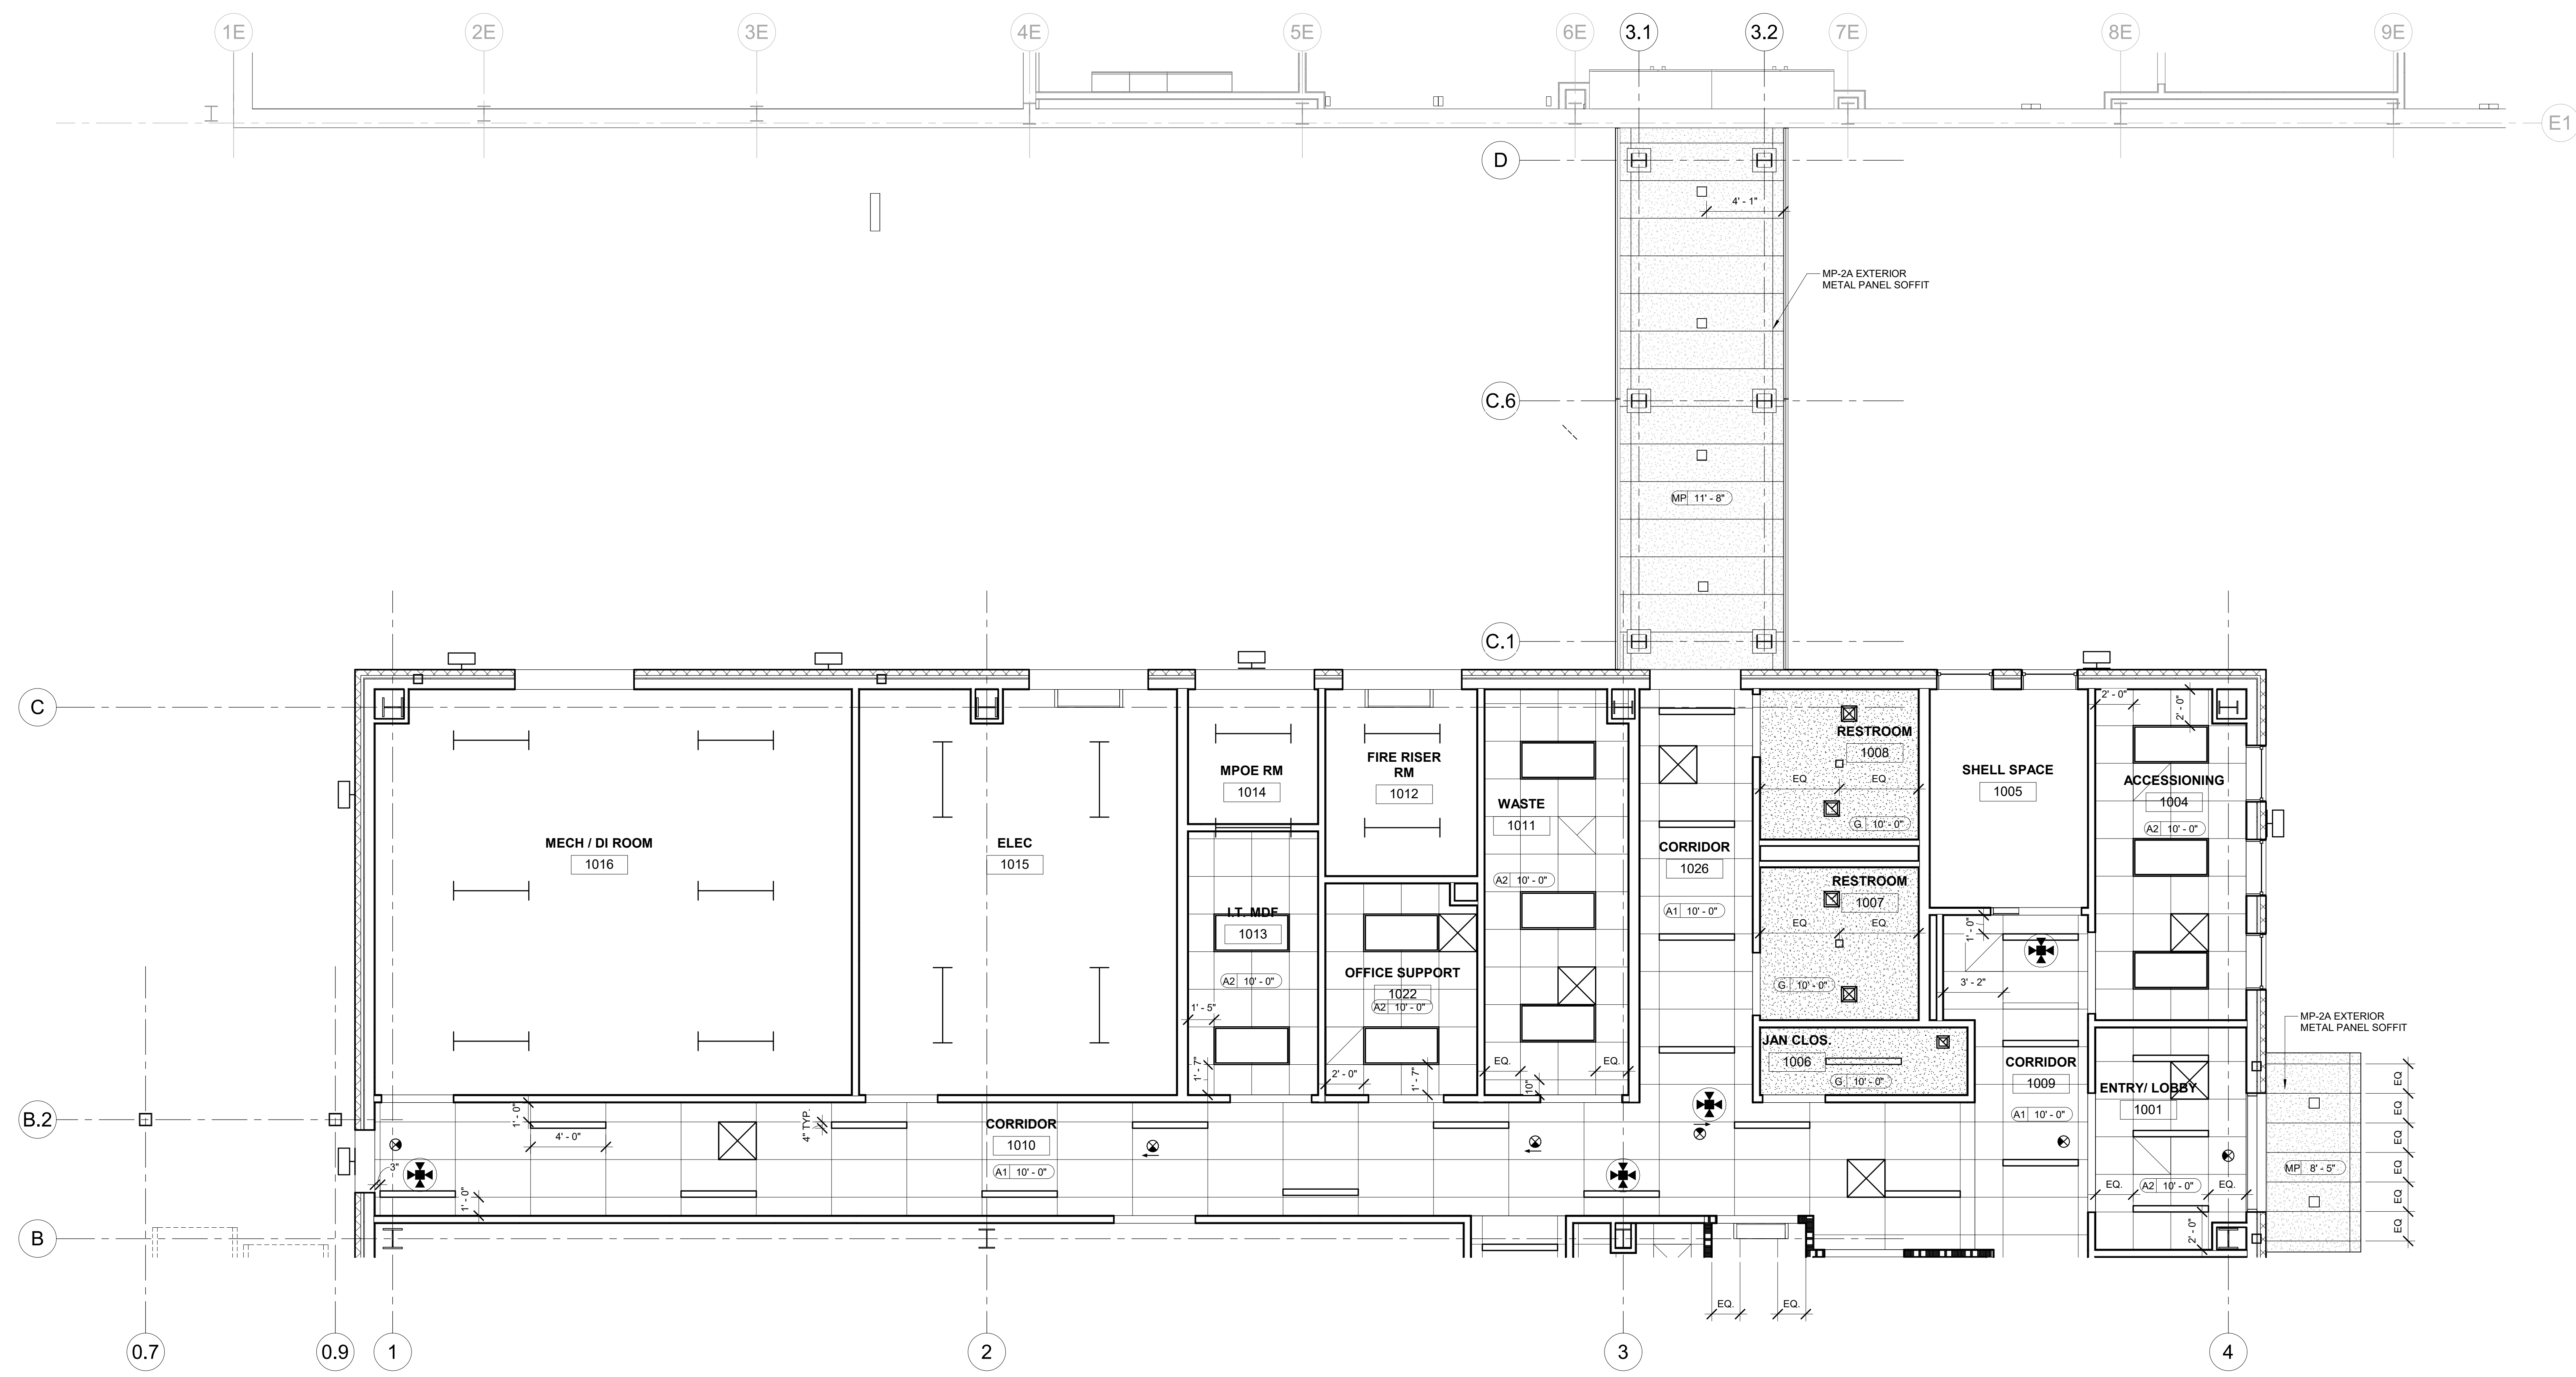 1E
2E
3E
4E
5E
6E
3.1
3.2
7E
8E
9E
E1
D
4' - 1"
MP-2A EXTERIOR
METAL PANEL SOFFIT
C.6
MP 11' - 8"
C.1
C
MECH / DI ROOM
1016
ELEC
1015
MPOE RM
1014
FIRE RISER
RM
1012
WASTE
1011
A2 10' - 0"
I.T. MDF
1013
A2 10' - 0"
1' - 5"
1' - 7"
OFFICE SUPPORT
1022
A2 10' - 0"
2' - 0"
1' - 7"
EQ.
EQ.
10"
CORRIDOR
1026
A1 10' - 0"
RESTROOM
1008
EQ
EQ
G 10' - 0"
RESTROOM
1007
EQ
EQ
G 10' - 0"
JAN CLOS.
1006
G 10' - 0"
SHELL SPACE
1005
1' - 0"
3' - 2"
CORRIDOR
1009
A1 10' - 0"
2' - 0"
2' - 0"
ACCESSIONING
1004
A2 10' - 0"
ENTRY/ LOBBY
1001
EQ.
A2 10' - 0"
EQ.
2' - 0"
MP-2A EXTERIOR
METAL PANEL SOFFIT
MP 8' - 5"
EQ
EQ
EQ
EQ
EQ
EQ
B.2
1' - 0"
4' - 0"
4" TYP.
CORRIDOR
1010
A1 10' - 0"
3"
1' - 0"
B
EQ.
EQ.
0.7
0.9
1
2
3
4